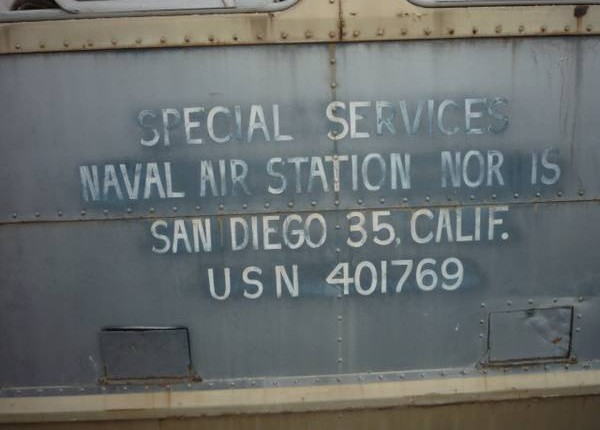 SPECIAL SERVICES
NAVAL AIR STATION NOR IS
SAN DIEGO 35, CALIF.
USN 401769